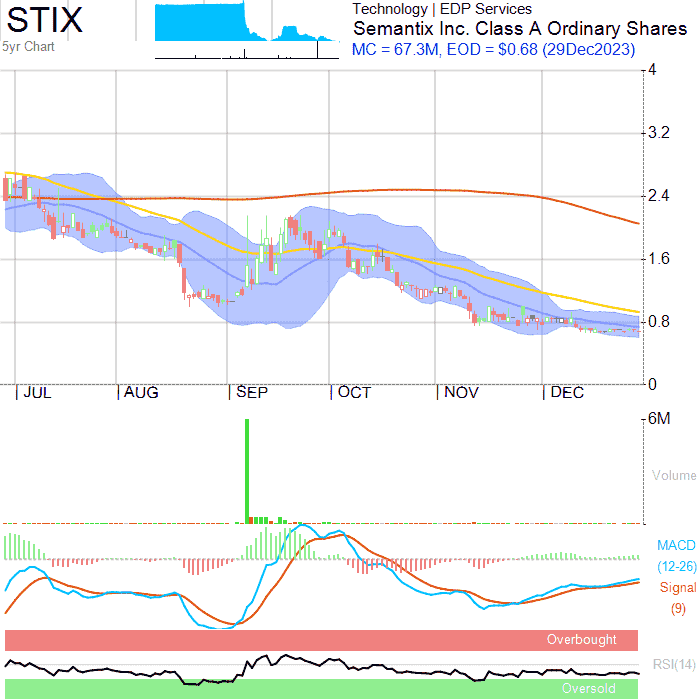 STIX
5yr Chart
Technology | EDP Services
Semantix Inc. Class A Ordinary Shares
MC = 67.3M, EOD = $0.68 (29Dec2023)
4
3.2
2.4
1.6
0.8
0
|JUL |AUG |SEP |OCT |NOV |DEC
6M
Volume
MACD
(12-26)
Signal
(9)
Overbought
RSI(14)
Oversold